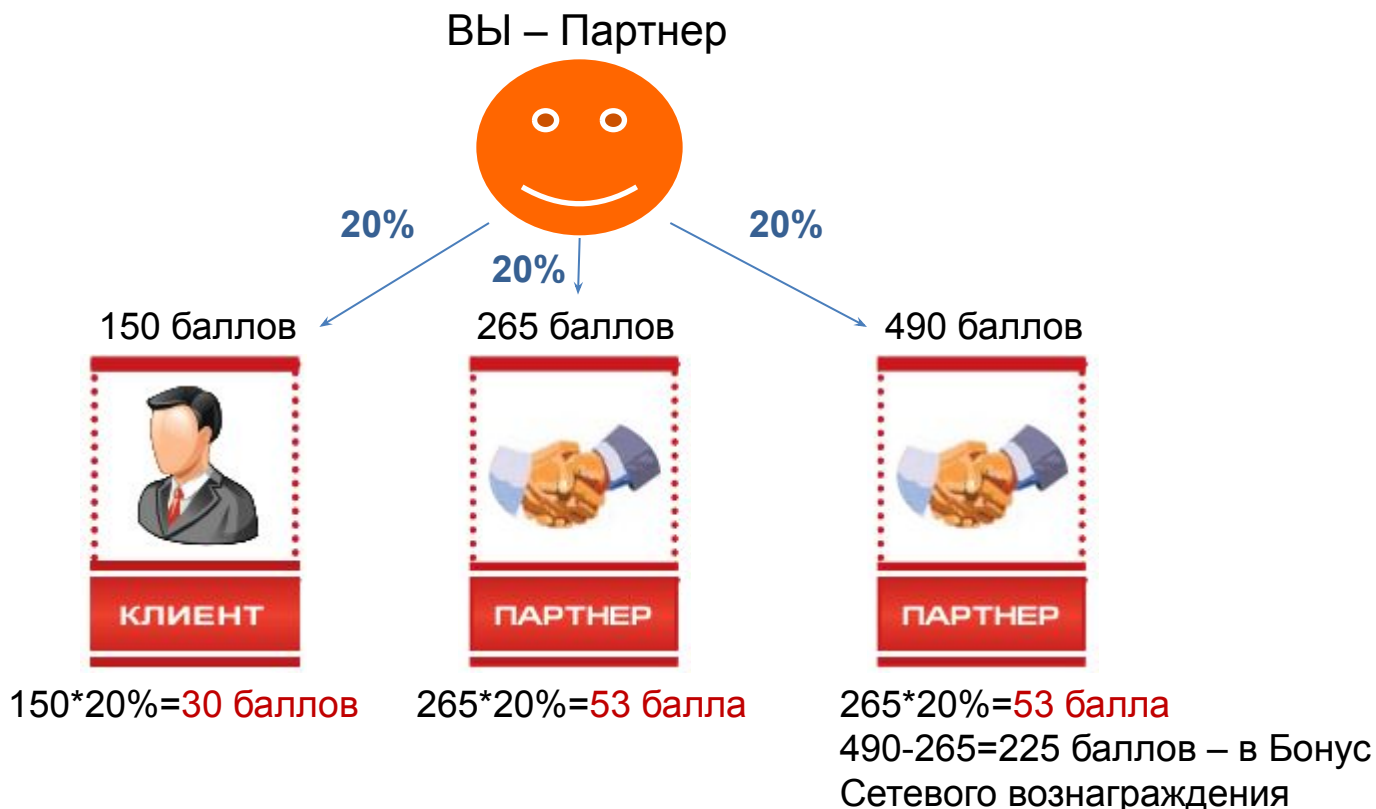 ВЫ – Партнер
20%
20%
20%
150 баллов
265 баллов
490 баллов
КЛИЕНТ
ПАРТНЕР
ПАРТНЕР
150*20%=30 баллов
265*20%=53 балла
265*20%=53 балла
490-265=225 баллов – в Бонус
Сетевого вознаграждения